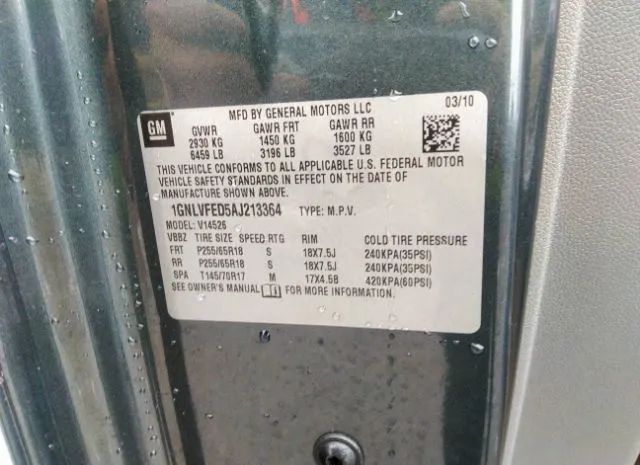 GM
MFD BY GENERAL MOTORS LLC 03/10
GVWR GAWR FRT GAWR RR
2930 KG 1450 KG 1600 KG
6459 LB 3196 LB 3527 LB
THIS VEHICLE CONFORMS TO ALL APPLICABLE U.S. FEDERAL MOTOR
VEHICLE SAFETY STANDARDS IN EFFECT ON THE DATE OF
MANUFACTURE SHOWN ABOVE.
1GNLVFED5AJ213364 TYPE: M.P.V.
MODEL: V14526
VBBZ TIRE SIZE SPEED RTG RIM COLD TIRE PRESSURE
FRT P255/65R18 S 18X7.5J 240KPA(35PSI)
RR P255/65R18 S 18X7.5J 240KPA(35PSI)
SPA T145/70R17 M 17X4.5B 420KPA(60PSI)
SEE OWNER'S MANUAL FOR MORE INFORMATION.